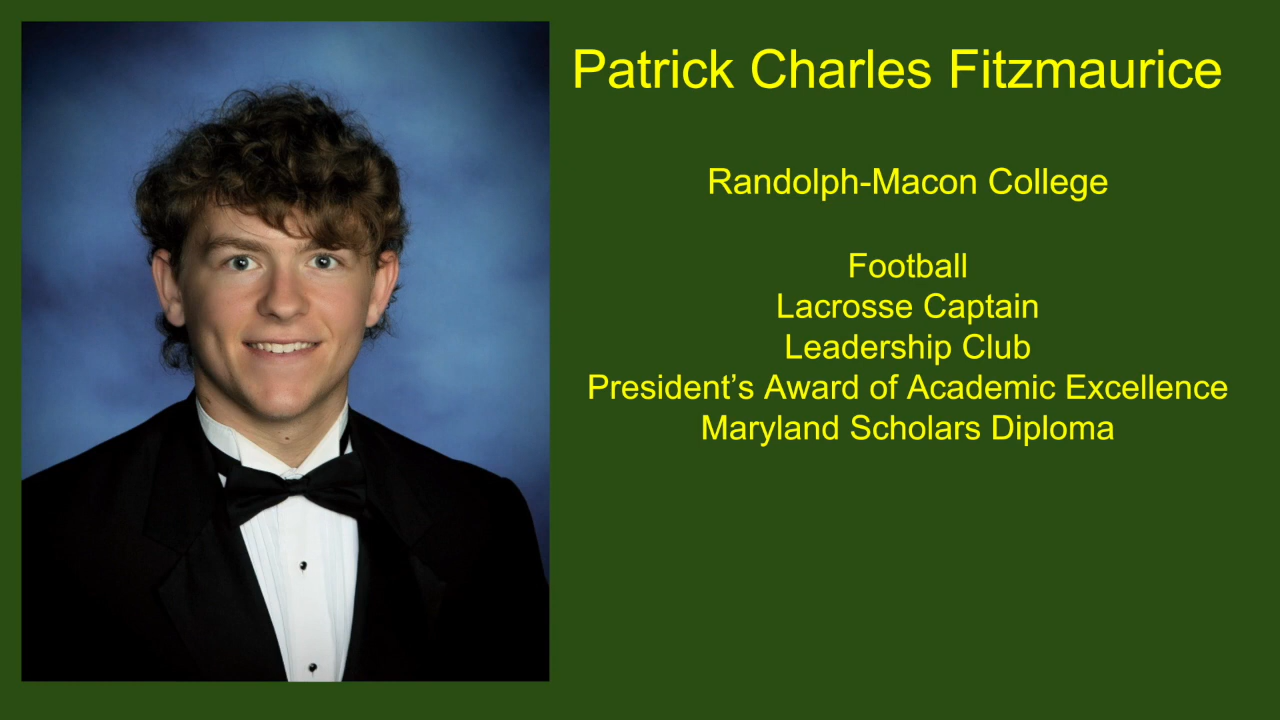 Patrick Charles Fitzmaurice
Randolph-Macon College
Football
Lacrosse Captain
Leadership Club
President’s Award of Academic Excellence
Maryland Scholars Diploma